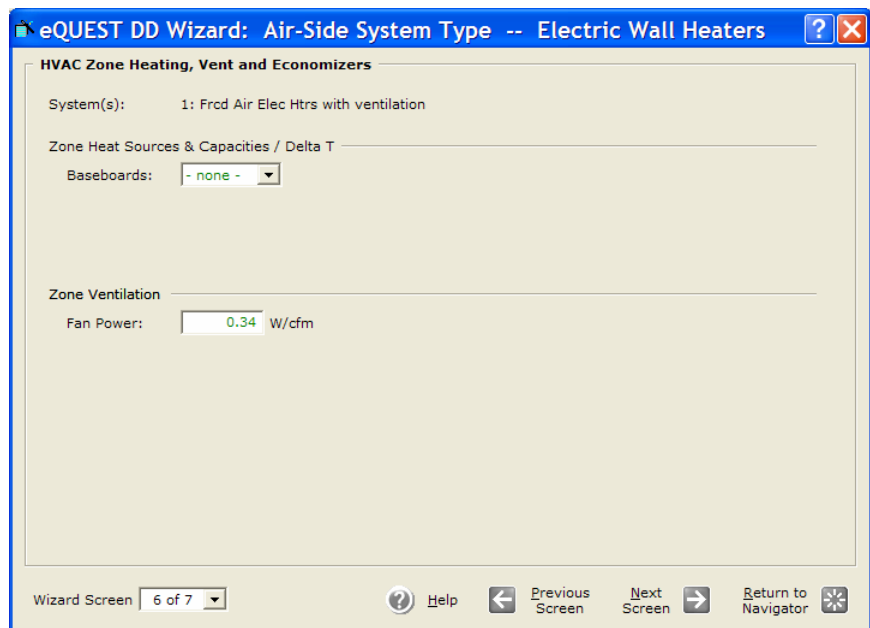 eQUEST DD Wizard: Air-Side System Type -- Electric Wall Heaters ?
HVAC Zone Heating, Vent and Economizers
System(s): 1: Frcd Air Elec Htrs with ventilation
Zone Heat Sources & Capacities / Delta T
Baseboards: - none -
Zone Ventilation
Fan Power: 0.34 W/cfm
Wizard Screen 6 of 7 ? Help Previous Screen Next Screen Return to Navigator